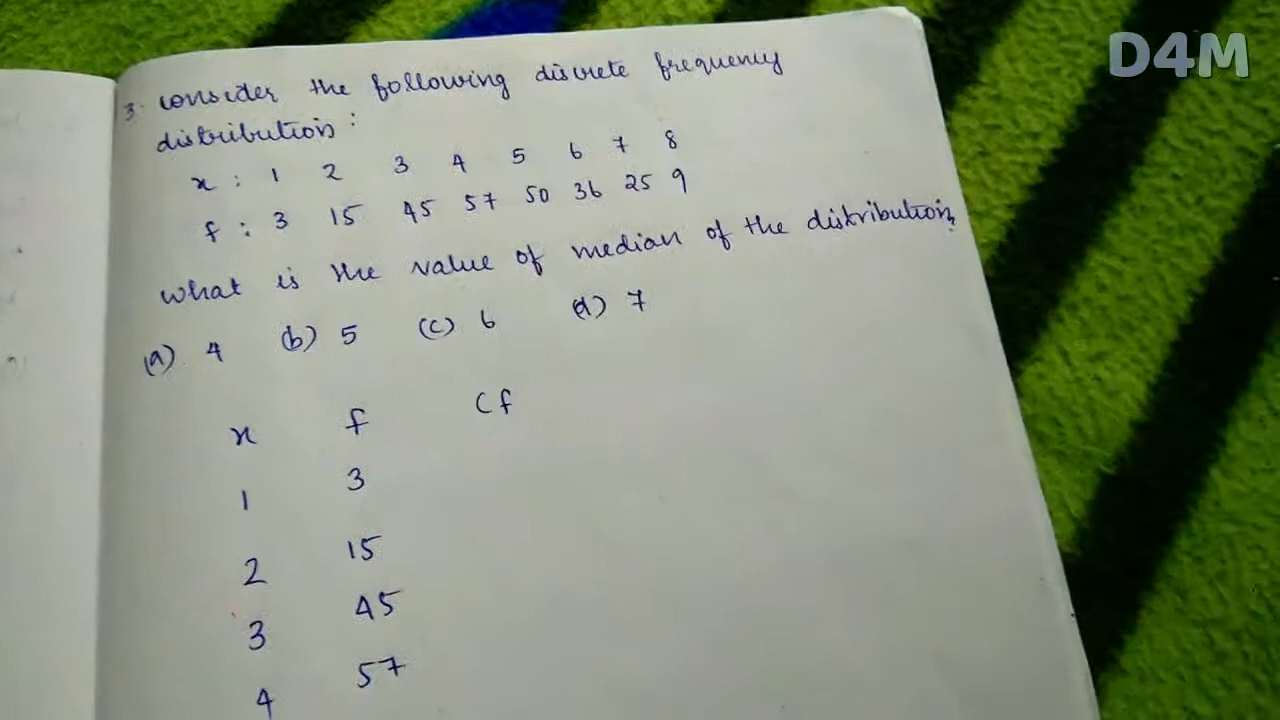 D4M
3. consider the following discrete frequency
distribution :
x : 1 2 3 4 5 6 7 8
f : 3 15 45 57 50 36 25 9
what is the value of median of the distribution?
(a) 4 (b) 5 (c) 6 (d) 7
x f Cf
1 3
2 15
3 45
4 57